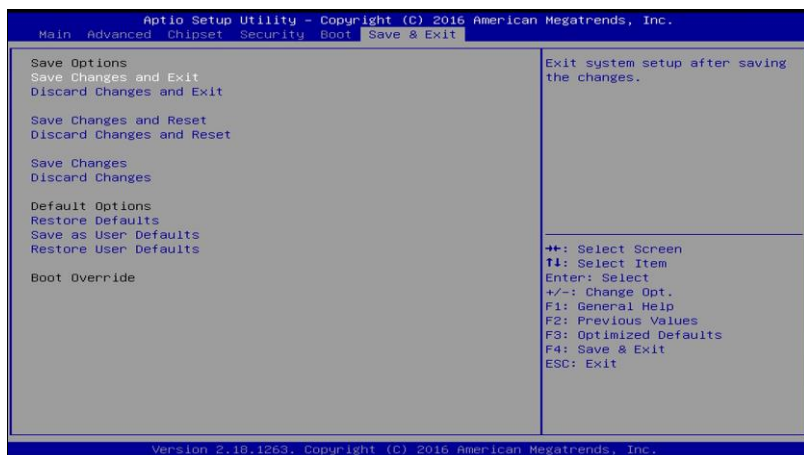 Aptio Setup Utility – Copyright (C) 2016 American Megatrends, Inc.
Main Advanced Chipset Security Boot Save & Exit
Save Options
Save Changes and Exit
Discard Changes and Exit
Save Changes and Reset
Discard Changes and Reset
Save Changes
Discard Changes
Default Options
Restore Defaults
Save as User Defaults
Restore User Defaults
Boot Override
Exit system setup after saving
the changes.
→←: Select Screen
↑↓: Select Item
Enter: Select
+/-: Change Opt.
F1: General Help
F2: Previous Values
F3: Optimized Defaults
F4: Save & Exit
ESC: Exit
Version 2.18.1263. Copyright (C) 2016 American Megatrends, Inc.